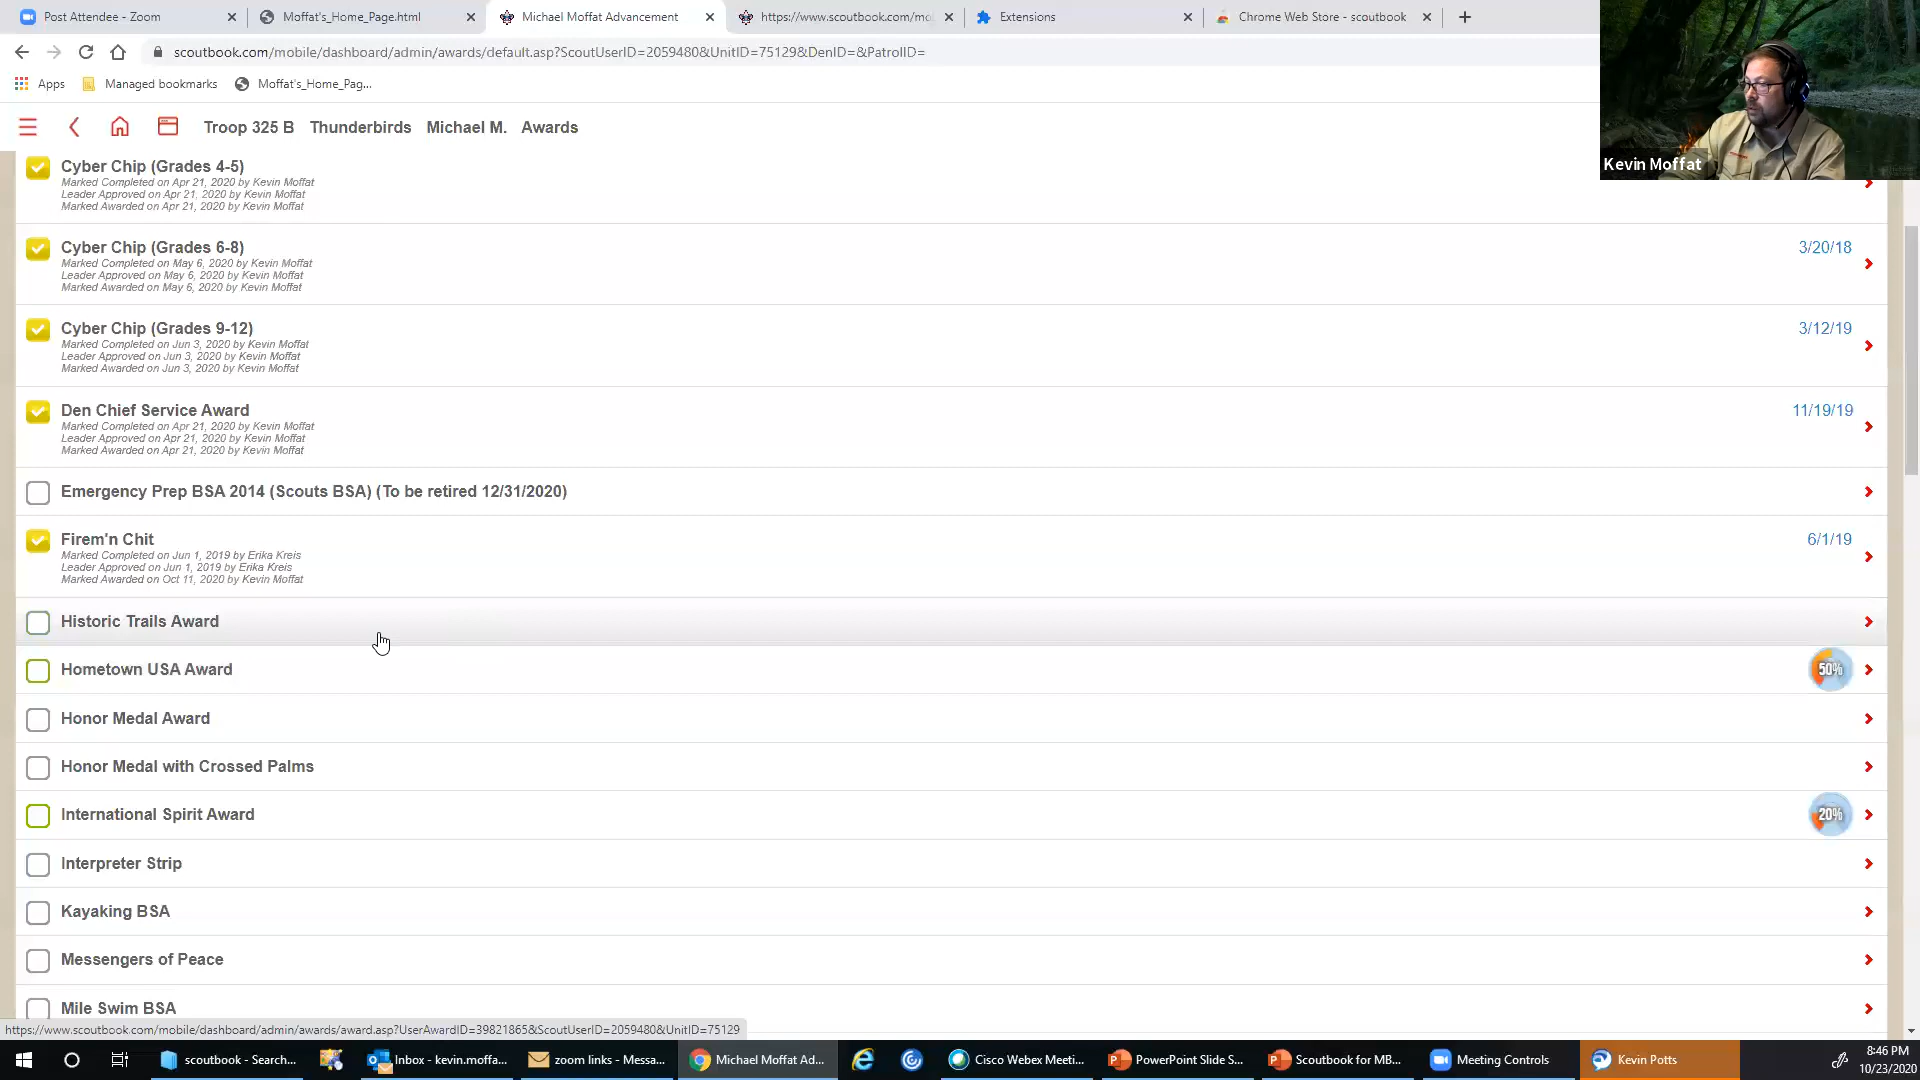 Post Attendee - Zoom
Moffat's_Home_Page.html
Michael Moffat Advancement
https://www.scoutbook.com/mo
Extensions
Chrome Web Store - scoutbook
scoutbook.com/mobile/dashboard/admin/awards/default.asp?ScoutUserID=2059480&UnitID=75129&DenID=&PatrolID=
Apps
Managed bookmarks
Moffat's_Home_Pag...
Kevin Moffat
Troop 325 B Thunderbirds Michael M. Awards
Cyber Chip (Grades 4-5)
Marked Completed on Apr 21, 2020 by Kevin Moffat
Leader Approved on Apr 21, 2020 by Kevin Moffat
Marked Awarded on Apr 21, 2020 by Kevin Moffat
Cyber Chip (Grades 6-8)
3/20/18
Marked Completed on May 6, 2020 by Kevin Moffat
Leader Approved on May 6, 2020 by Kevin Moffat
Marked Awarded on May 6, 2020 by Kevin Moffat
Cyber Chip (Grades 9-12)
3/12/19
Marked Completed on Jun 3, 2020 by Kevin Moffat
Leader Approved on Jun 3, 2020 by Kevin Moffat
Marked Awarded on Jun 3, 2020 by Kevin Moffat
Den Chief Service Award
11/19/19
Marked Completed on Apr 21, 2020 by Kevin Moffat
Leader Approved on Apr 21, 2020 by Kevin Moffat
Marked Awarded on Apr 21, 2020 by Kevin Moffat
Emergency Prep BSA 2014 (Scouts BSA) (To be retired 12/31/2020)
Firem'n Chit
6/1/19
Marked Completed on Jun 1, 2019 by Erika Kreis
Leader Approved on Jun 1, 2019 by Erika Kreis
Marked Awarded on Oct 11, 2020 by Kevin Moffat
Historic Trails Award
Hometown USA Award
50%
Honor Medal Award
Honor Medal with Crossed Palms
International Spirit Award
20%
Interpreter Strip
Kayaking BSA
Messengers of Peace
Mile Swim BSA
https://www.scoutbook.com/mobile/dashboard/admin/awards/award.asp?UserAwardID=39821865&ScoutUserID=2059480&UnitID=75129
scoutbook - Search...
Inbox - kevin.moffa...
zoom links - Messa...
Michael Moffat Ad...
Cisco Webex Meeti...
PowerPoint Slide S...
Scoutbook for MB...
Meeting Controls
Kevin Potts
8:46 PM
10/23/2020